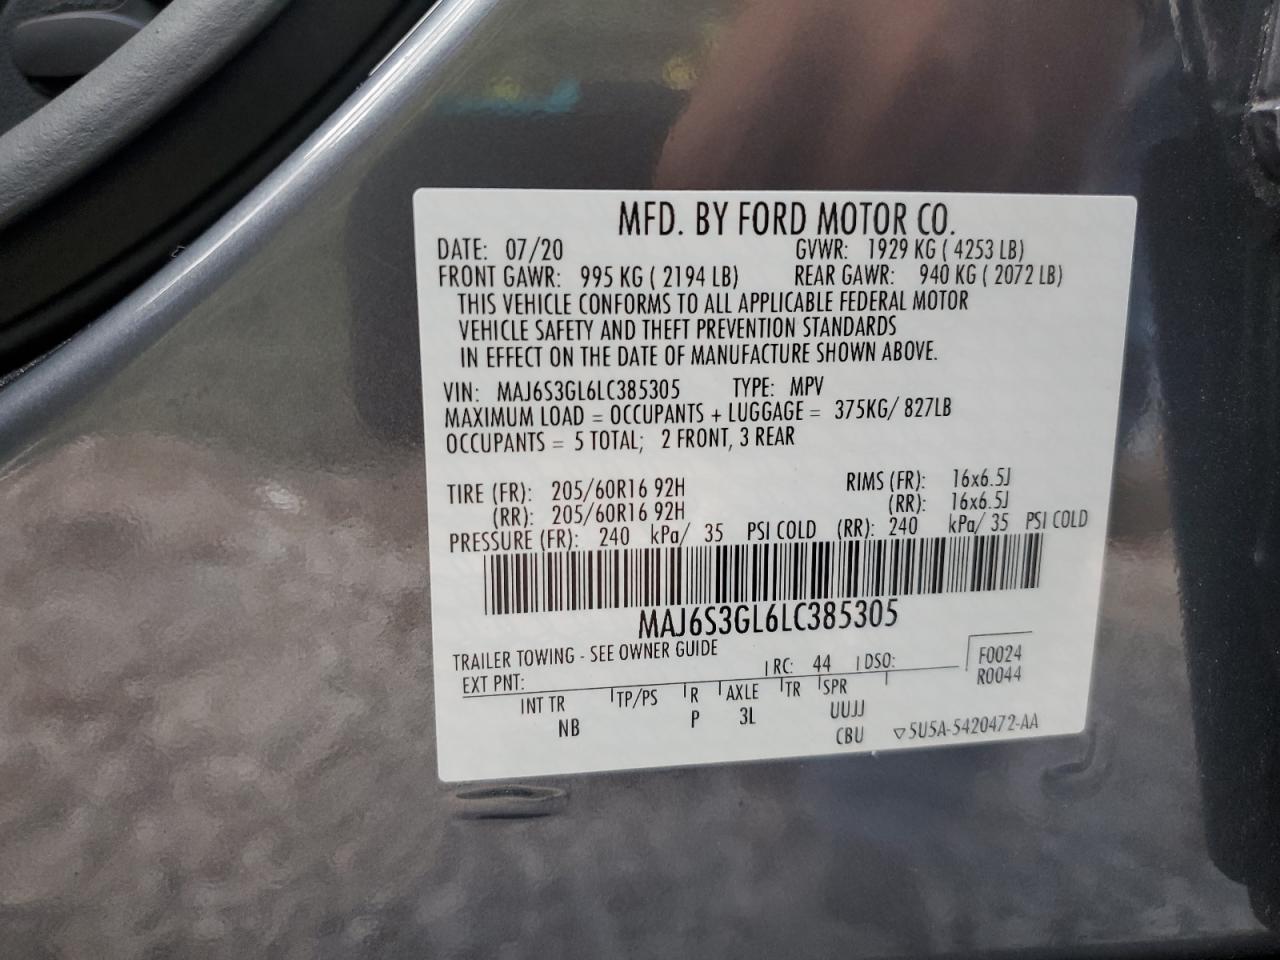 MFD. BY FORD MOTOR CO.
DATE: 07/20 GVWR: 1929 KG ( 4253 LB)
FRONT GAWR: 995 KG ( 2194 LB) REAR GAWR: 940 KG ( 2072 LB)
THIS VEHICLE CONFORMS TO ALL APPLICABLE FEDERAL MOTOR
VEHICLE SAFETY AND THEFT PREVENTION STANDARDS
IN EFFECT ON THE DATE OF MANUFACTURE SHOWN ABOVE.
VIN: MAJ6S3GL6LC385305 TYPE: MPV
MAXIMUM LOAD = OCCUPANTS + LUGGAGE = 375KG/ 827LB
OCCUPANTS = 5 TOTAL; 2 FRONT, 3 REAR
TIRE (FR): 205/60R16 92H RIMS (FR): 16x6.5J
(RR): 205/60R16 92H (RR): 16x6.5J
PRESSURE (FR): 240 kPa/ 35 PSI COLD (RR): 240 kPa/ 35 PSI COLD
MAJ6S3GL6LC385305
TRAILER TOWING - SEE OWNER GUIDE
EXT PNT: RC: 44 DSO: F0024
R0044
INT TR TP/PS R AXLE TR SPR
NB P 3L UUJJ
CBU ▽5U5A-5420472-AA